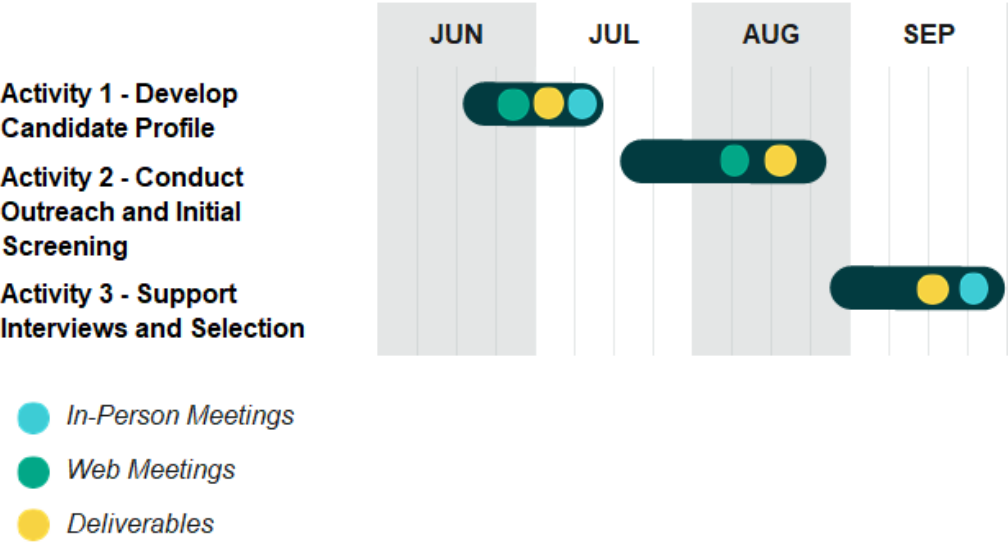 JUN JUL AUG SEP
Activity 1 - Develop
Candidate Profile
Activity 2 - Conduct
Outreach and Initial
Screening
Activity 3 - Support
Interviews and Selection
In-Person Meetings
Web Meetings
Deliverables